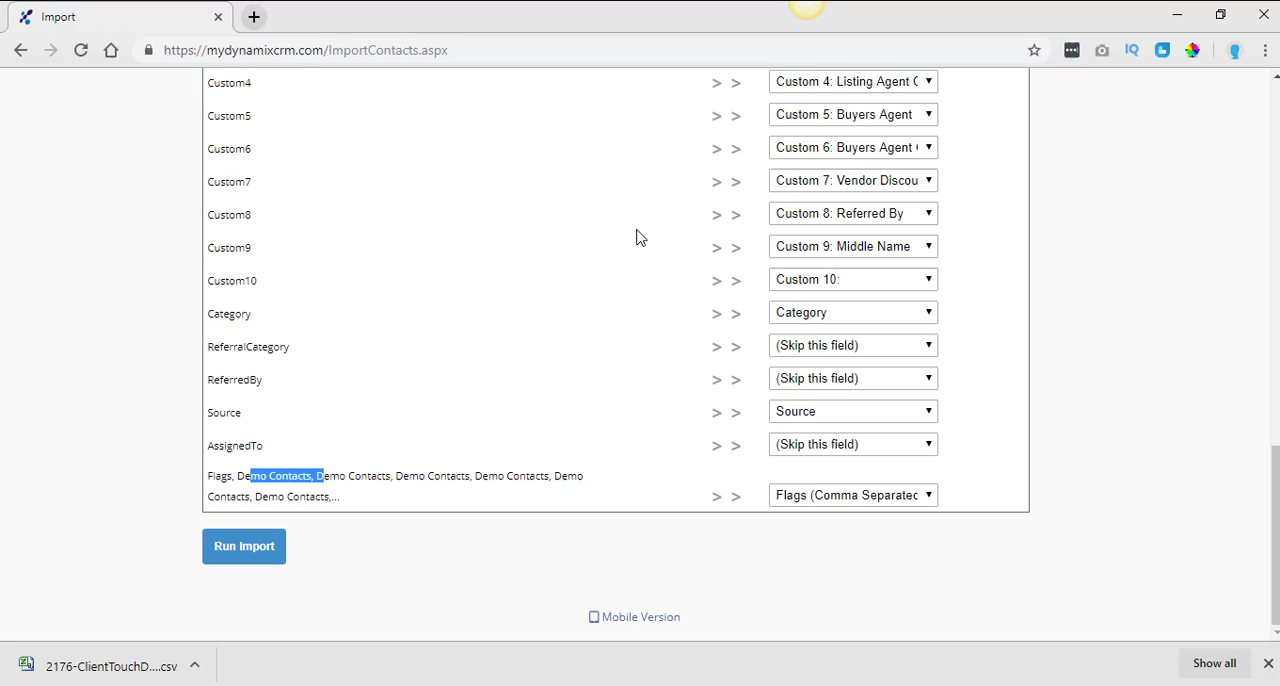 Import
https://mydynamixcrm.com/ImportContacts.aspx
IQ
Custom4 > > Custom 4: Listing Agent C
Custom5 > > Custom 5: Buyers Agent
Custom6 > > Custom 6: Buyers Agent
Custom7 > > Custom 7: Vendor Discou
Custom8 > > Custom 8: Referred By
Custom9 > > Custom 9: Middle Name
Custom10 > > Custom 10:
Category > > Category
ReferralCategory > > (Skip this field)
ReferredBy > > (Skip this field)
Source > > Source
AssignedTo > > (Skip this field)
Flags, Demo Contacts, Demo Contacts, Demo Contacts, Demo Contacts, Demo
Contacts, Demo Contacts,... > > Flags (Comma Separated
Run Import
Mobile Version
2176-ClientTouchD....csv
Show all